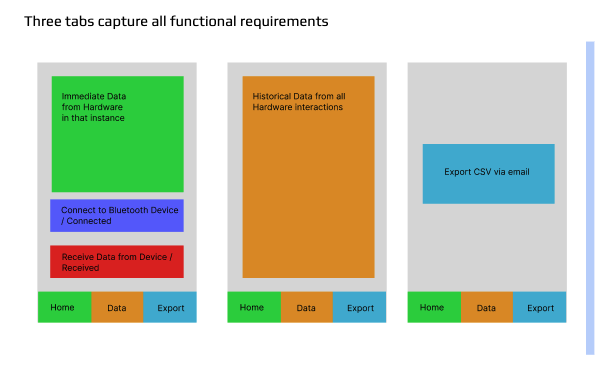 Three tabs capture all functional requirements
Immediate Data
from Hardware
in that Instance
Connect to Bluetooth Device
/ Connected
Receive Data from Device /
Received
Home Data Export
Historical Data from all
Hardware interactions
Home Data Export
Export CSV via email
Home Data Export